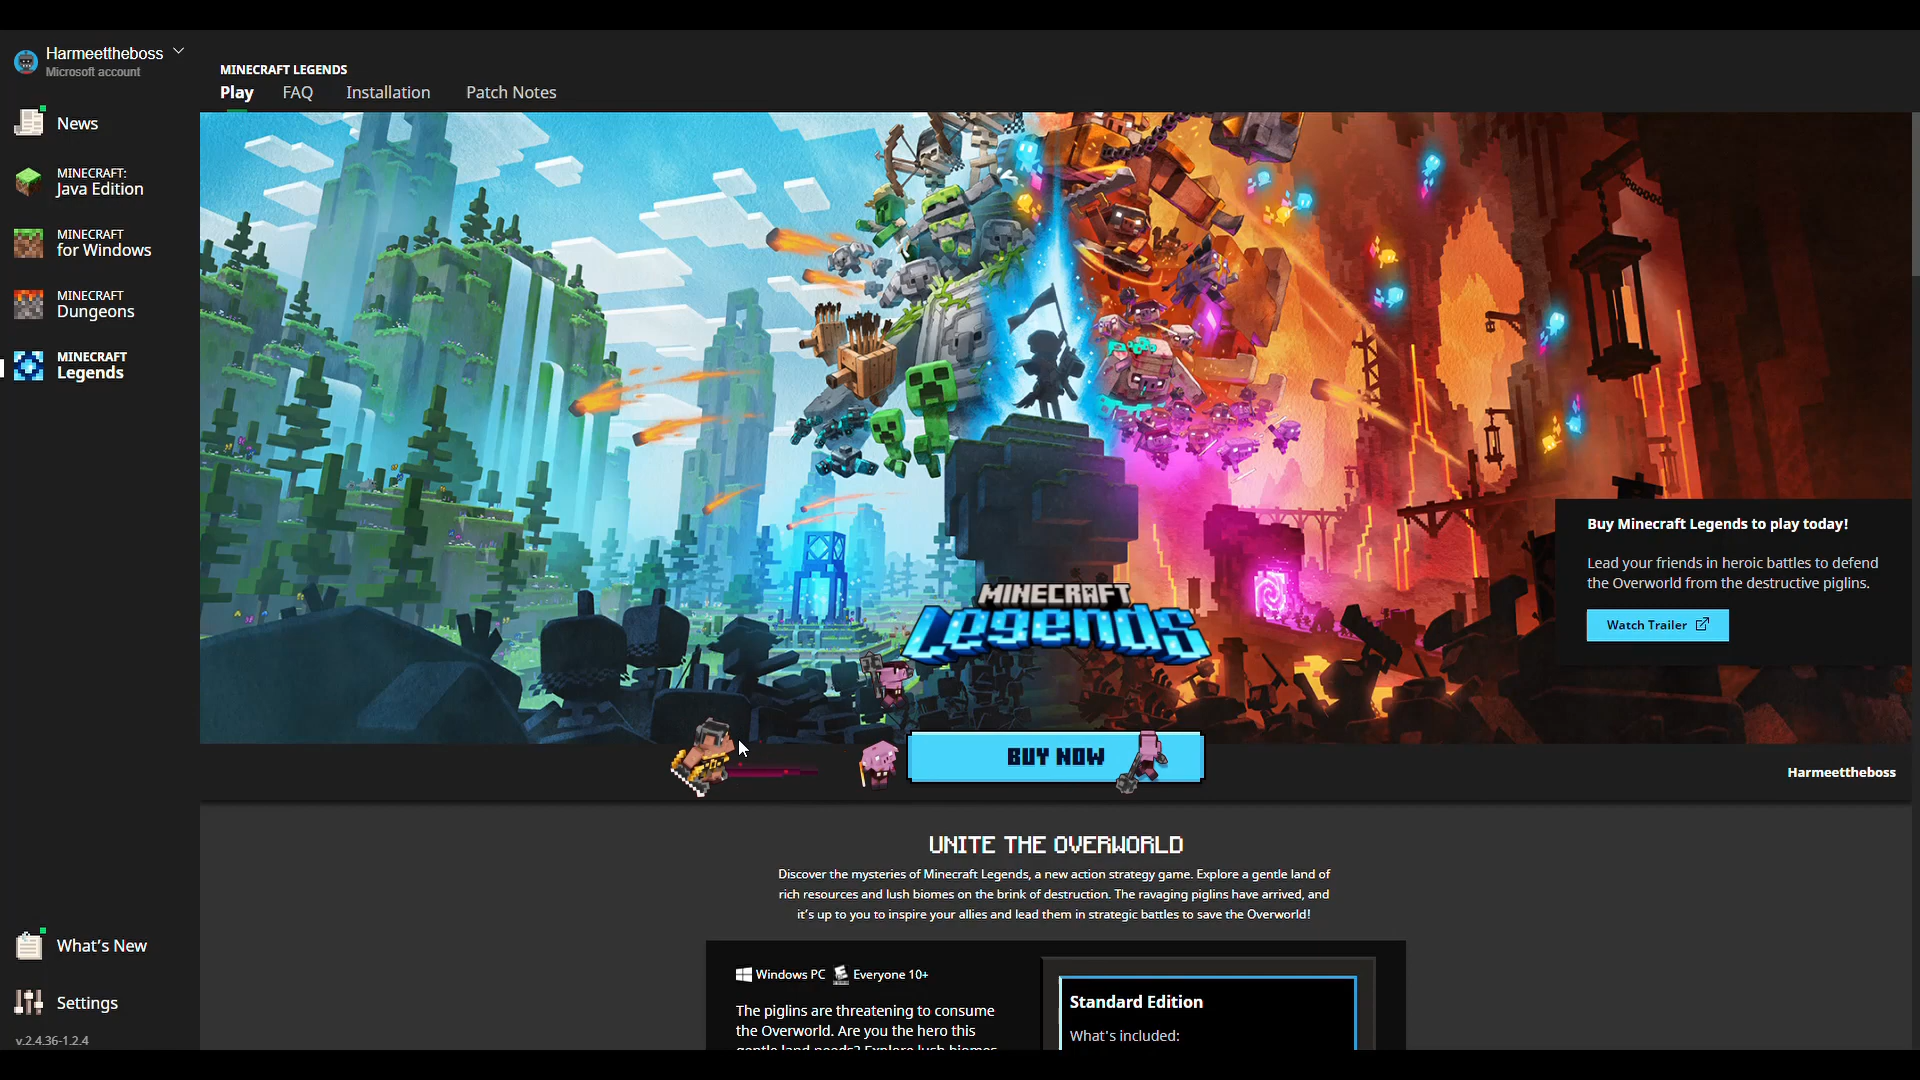 Harmeettheboss
Microsoft account
News
MINECRAFT:
Java Edition
MINECRAFT
for Windows
MINECRAFT
Dungeons
MINECRAFT
Legends
What's New
Settings
v.2.4.36-1.2.4
MINECRAFT LEGENDS
Play FAQ Installation Patch Notes
MINECRAFT
Legends
Buy Minecraft Legends to play today!
Lead your friends in heroic battles to defend
the Overworld from the destructive piglins.
Watch Trailer
BUY NOW
Harmeettheboss
UNITE THE OVERWORLD
Discover the mysteries of Minecraft Legends, a new action strategy game. Explore a gentle land of
rich resources and lush biomes on the brink of destruction. The ravaging piglins have arrived, and
it's up to you to inspire your allies and lead them in strategic battles to save the Overworld!
Windows PC E Everyone 10+
The piglins are threatening to consume
the Overworld. Are you the hero this
gentle land needs? Explore lush biomes
Standard Edition
What's included: